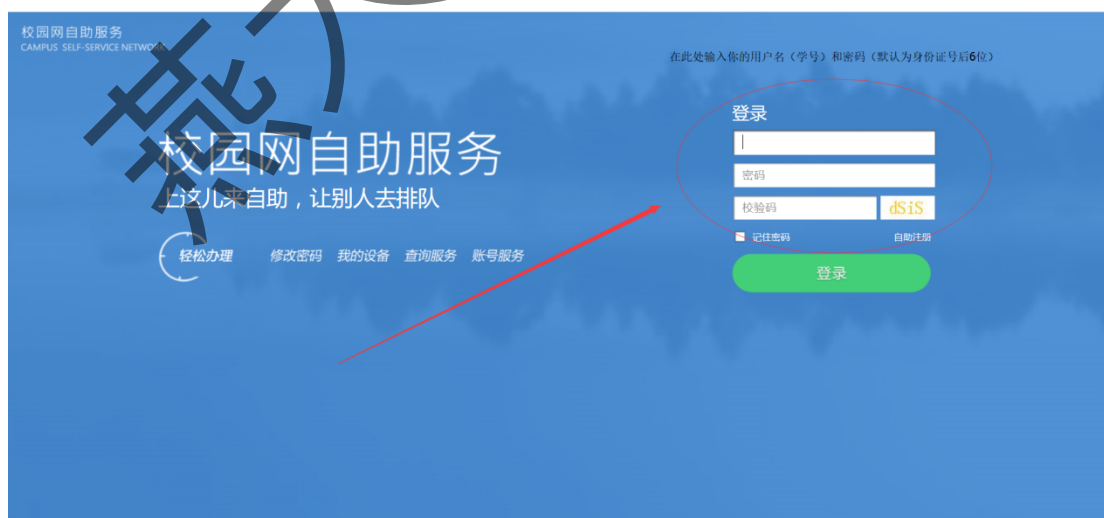 校园网自助服务
CAMPUS SELF-SERVICE NETWORK
在此处输入你的用户名（学号）和密码（默认为身份证号后6位）
校园网自助服务
上这儿来自助，让别人去排队
轻松办理 修改密码 我的设备 查询服务 账号服务
登录
密码
校验码 dSiS
记住密码 自助注册
登录
燕